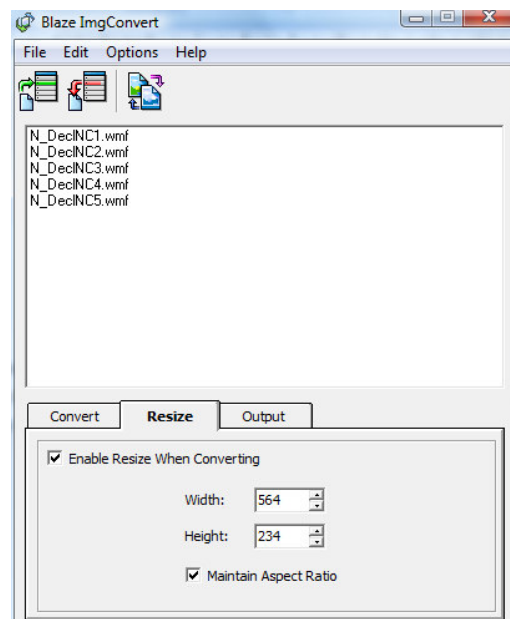 Blaze ImgConvert
File Edit Options Help
N_DecINC1.wmf
N_DecINC2.wmf
N_DecINC3.wmf
N_DecINC4.wmf
N_DecINC5.wmf
Convert Resize Output
Enable Resize When Converting
Width: 564
Height: 234
Maintain Aspect Ratio